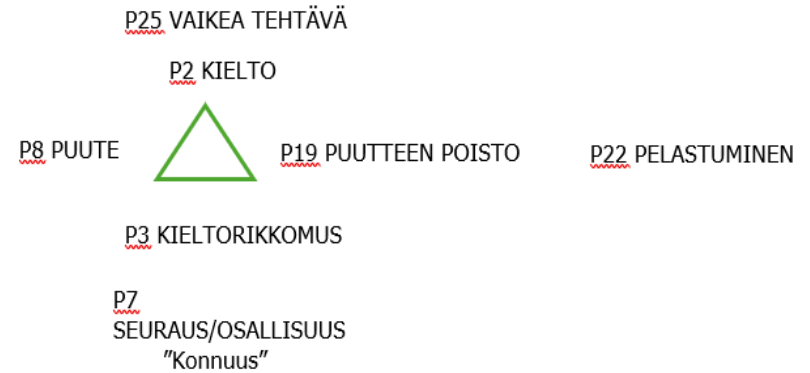 P25 VAIKEA TEHTÄVÄ
P2 KIELTO
P8 PUUTE
P19 PUUTTEEN POISTO
P22 PELASTUMINEN
P3 KIELTORIKKOMUS
P7
SEURAUS/OSALLISUUS
”Konnuus”